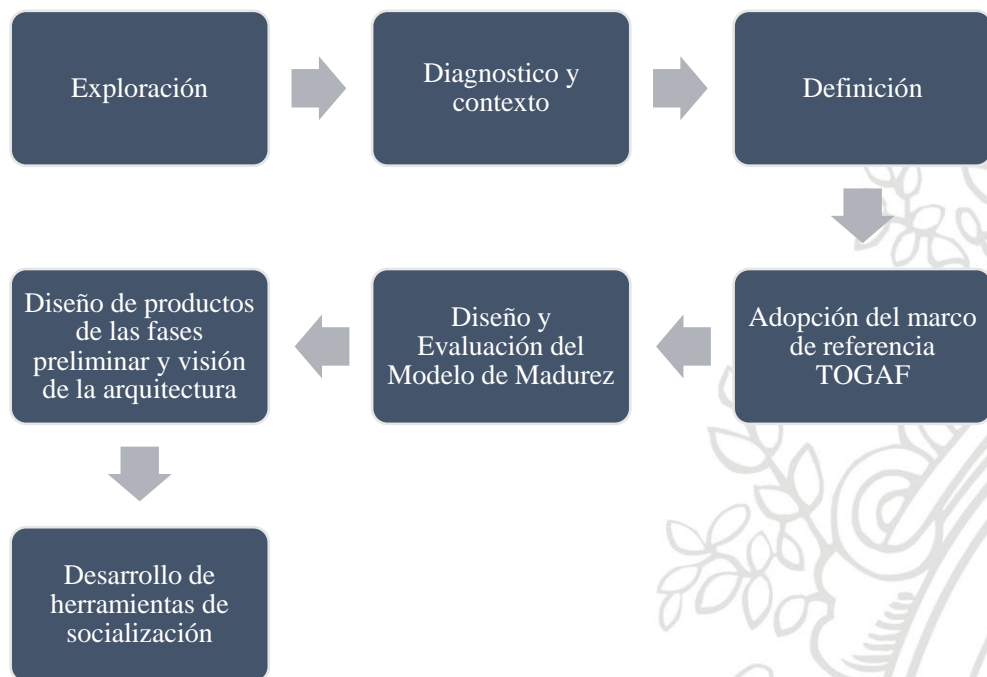 Exploración
Diagnostico y
contexto
Definición
Adopción del marco
de referencia
TOGAF
Diseño y
Evaluación del
Modelo de Madurez
Diseño de productos
de las fases
preliminar y visión
de la arquitectura
Desarrollo de
herramientas de
socialización